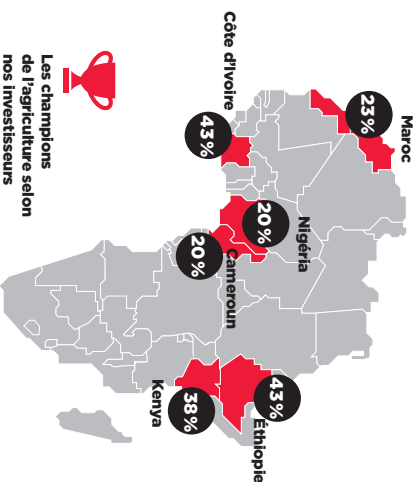 Les champions
de l'agriculture selon
nos investisseurs
Maroc
23 %
Côte d'Ivoire
43 %
Nigéria
20 %
Cameroun
20 %
Éthiopie
43 %
Kenya
38 %